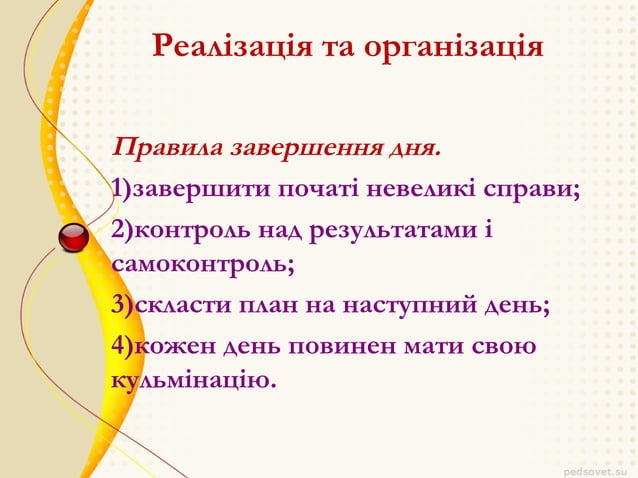 Реалізація та організація
Правила завершення дня.
1)завершити початі невеликі справи;
2)контроль над результатами і
самоконтроль;
3)скласти план на наступний день;
4)кожен день повинен мати свою
кульмінацію.
pedsovet.su